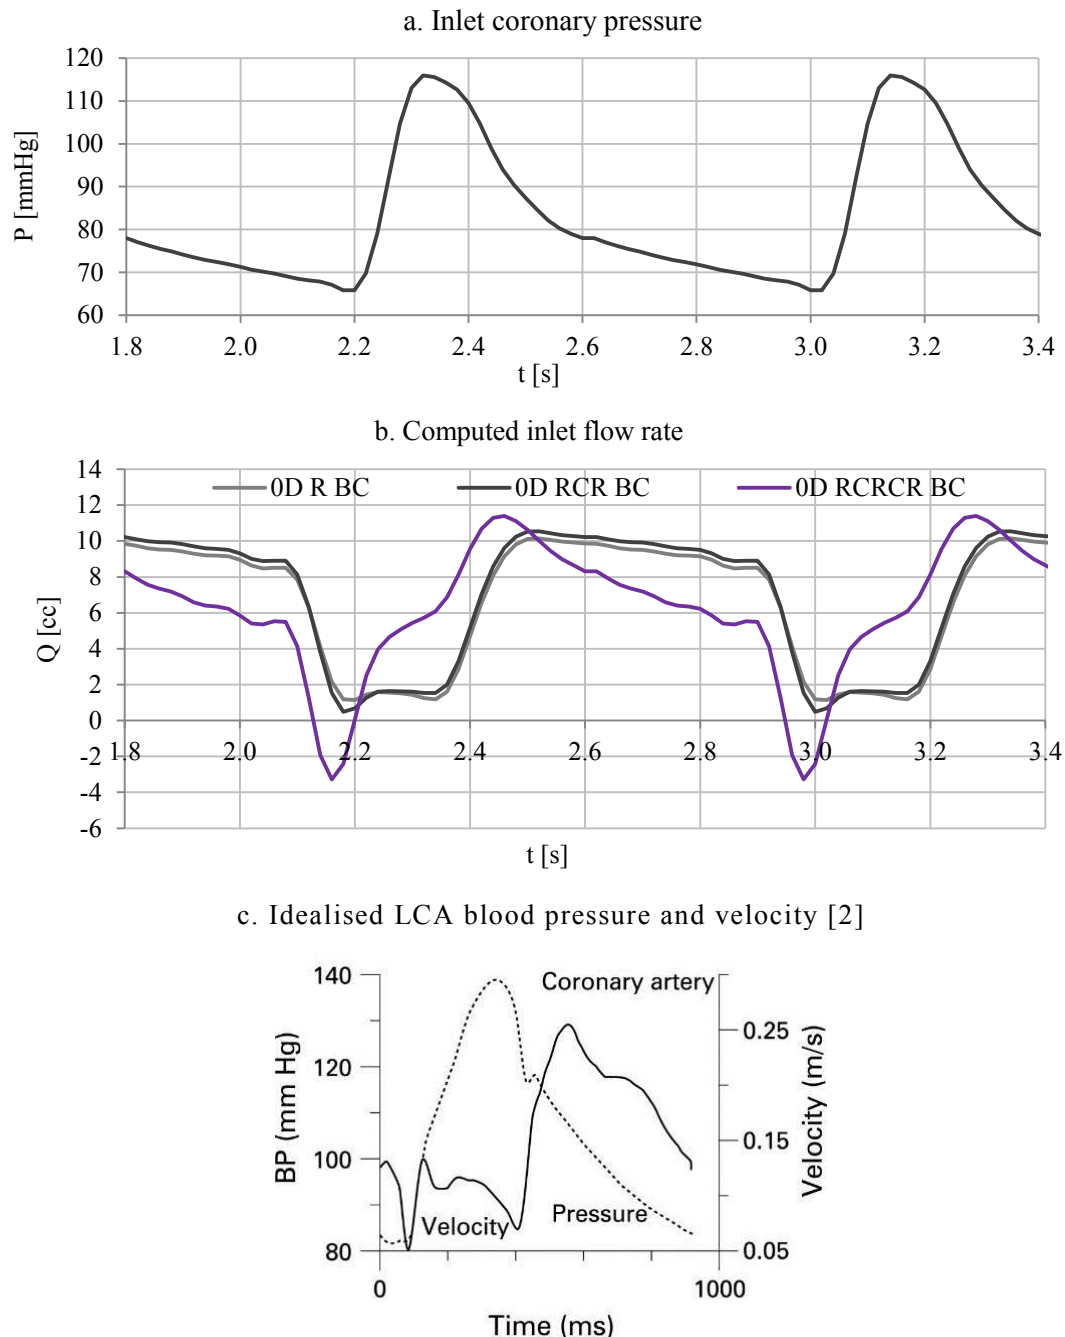 a. Inlet coronary pressure
120
110
100
90
80
70
60
P [mmHg]
1.8 2.0 2.2 2.4 2.6 2.8 3.0 3.2 3.4
t [s]
b. Computed inlet flow rate
14
12
10
8
6
4
2
0
-2
-4
-6
Q [cc]
0D R BC 0D RCR BC 0D RCRCR BC
1.8 2.0 2.2 2.4 2.6 2.8 3.0 3.2 3.4
t [s]
c. Idealised LCA blood pressure and velocity [2]
140
120
100
80
BP (mm Hg)
Coronary artery
0.25
0.15
0.05
Velocity (m/s)
Velocity
Pressure
0 1000
Time (ms)